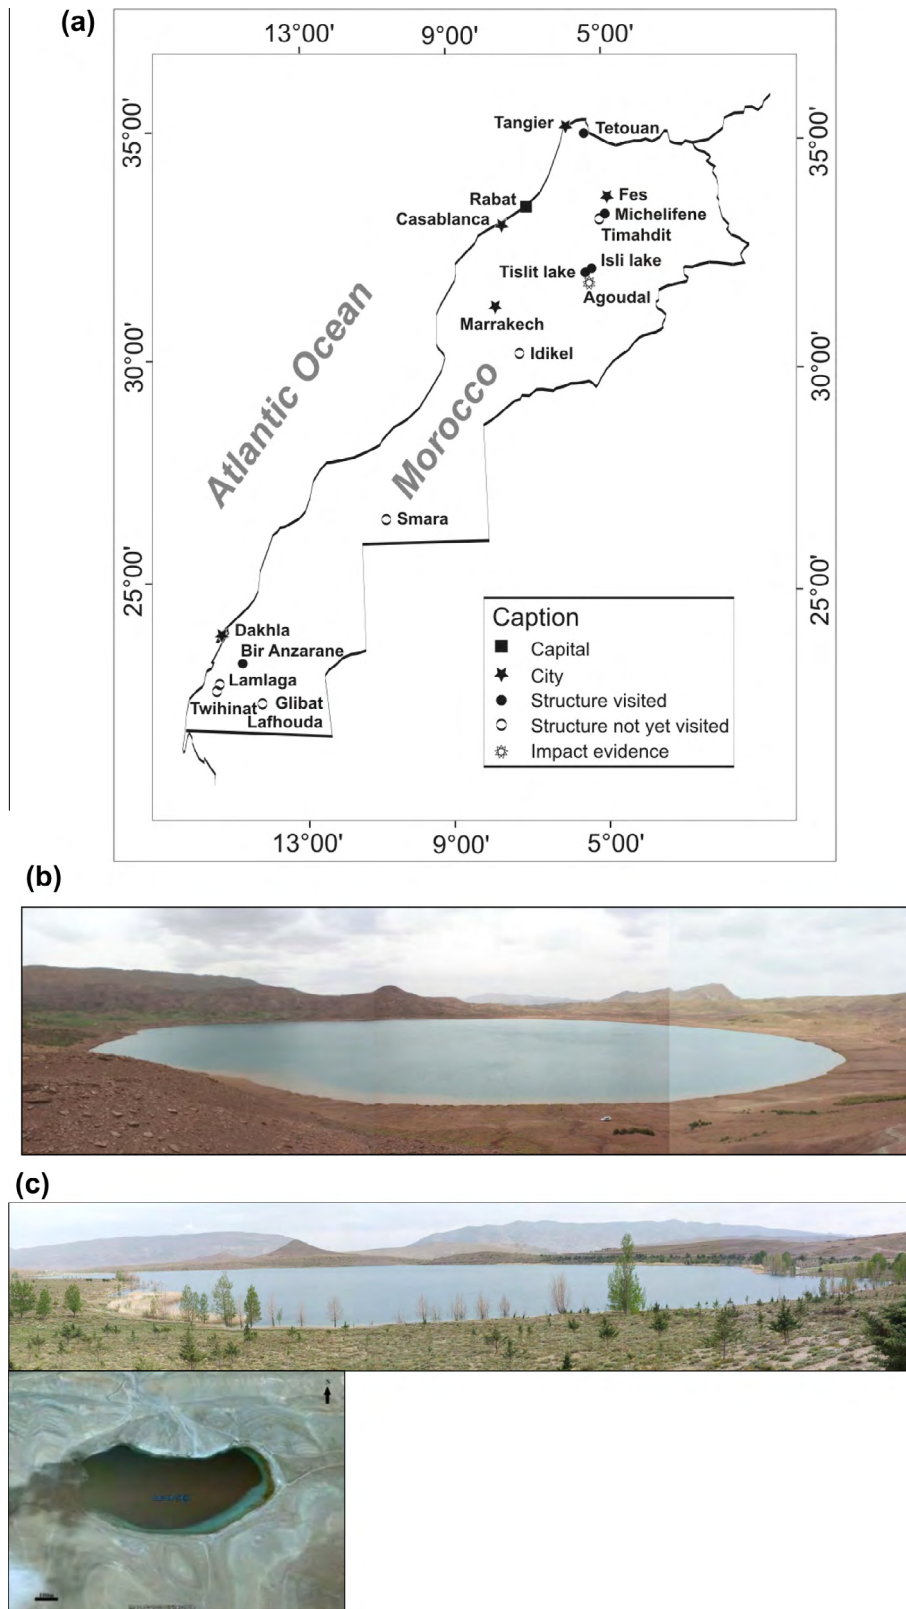 (a)
13°00'
9°00'
5°00'
35°00'
35°00'
Tangier
Tetouan
Rabat
Fes
Casablanca
Michelifene
Timahdit
Isli lake
Tislit lake
Agoudal
Marrakech
Idikel
30°00'
30°00'
Atlantic Ocean
Morocco
Smara
25°00'
25°00'
Dakhla
Bir Anzarane
Lamlaga
Twihinat
Glibat
Lafhouda
Caption
Capital
City
Structure visited
Structure not yet visited
Impact evidence
13°00'
9°00'
5°00'
(b)
(c)
N